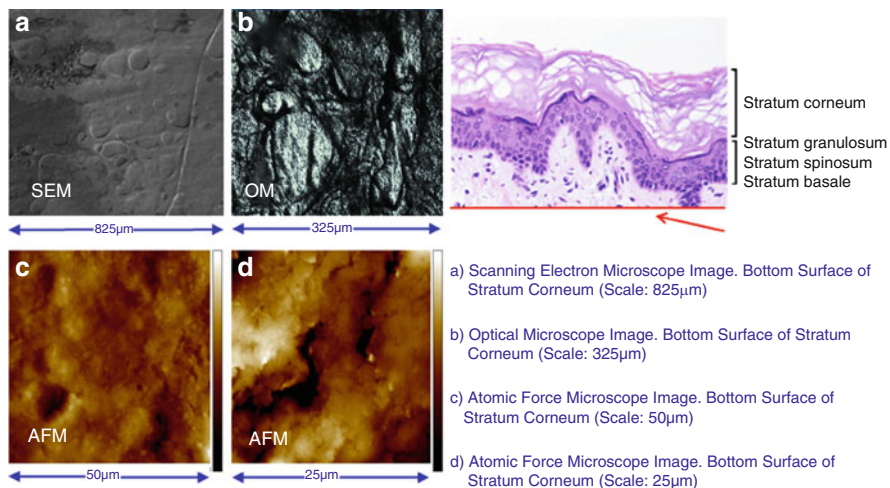 a
SEM
825µm
b
OM
325µm
Stratum corneum
Stratum granulosum
Stratum spinosum
Stratum basale
c
AFM
50µm
d
AFM
25µm
a) Scanning Electron Microscope Image. Bottom Surface of
Stratum Corneum (Scale: 825µm)
b) Optical Microscope Image. Bottom Surface of Stratum
Corneum (Scale: 325µm)
c) Atomic Force Microscope Image. Bottom Surface of
Stratum Corneum (Scale: 50µm)
d) Atomic Force Microscope Image. Bottom Surface of
Stratum Corneum (Scale: 25µm)